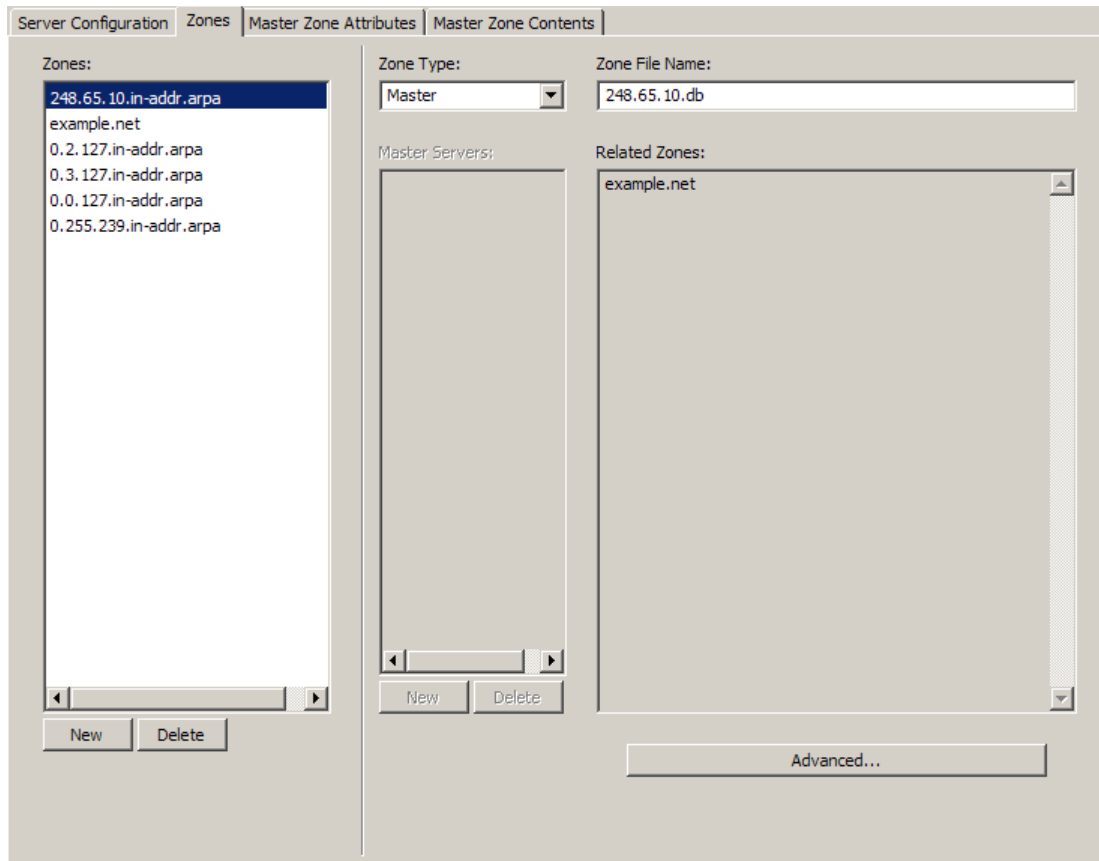 Server Configuration
Zones
Master Zone Attributes
Master Zone Contents
Zones:
248.65.10.in-addr.arpa
example.net
0.2.127.in-addr.arpa
0.3.127.in-addr.arpa
0.0.127.in-addr.arpa
0.255.239.in-addr.arpa
New
Delete
Zone Type:
Master
Master Servers:
New
Delete
Zone File Name:
248.65.10.db
Related Zones:
example.net
Advanced...